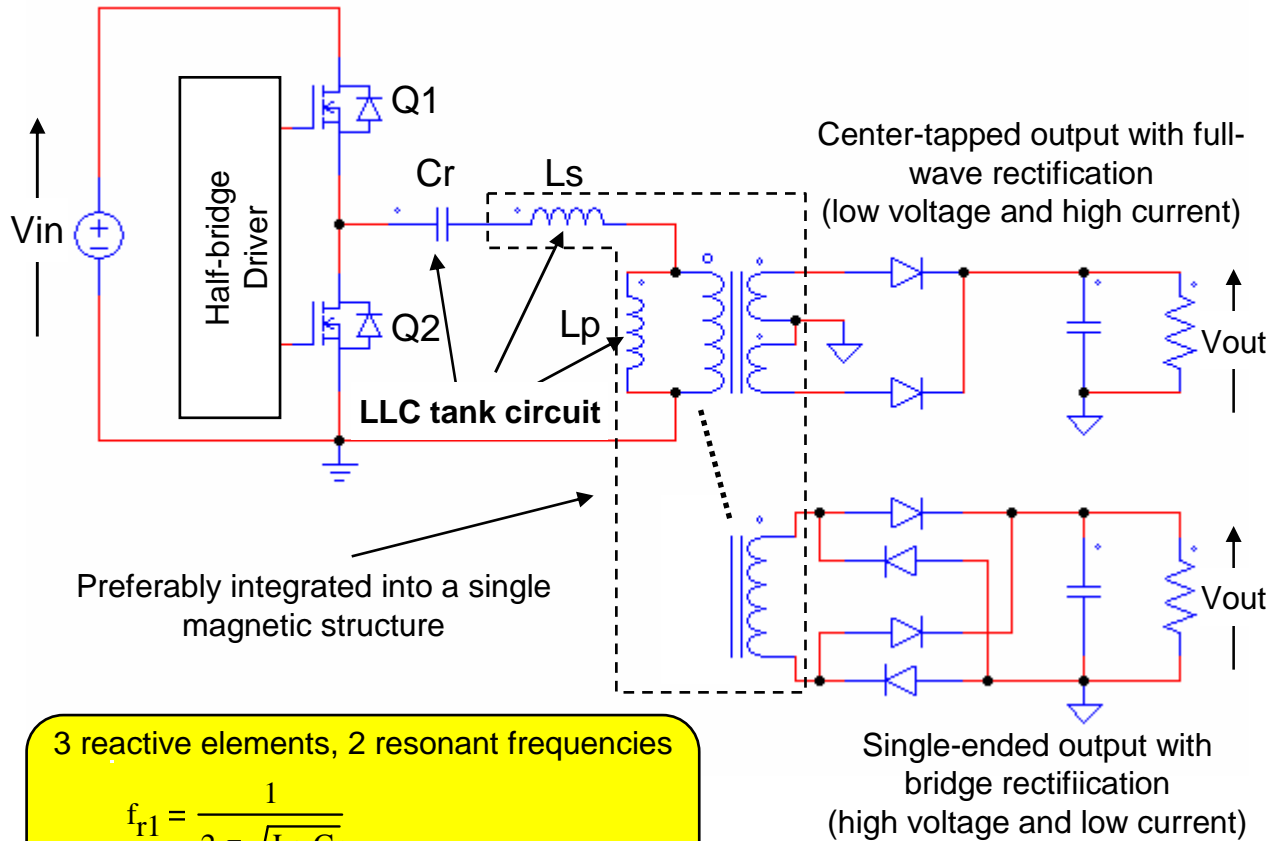 Vin
Half-bridge
Driver
Q1
Q2
Cr
Ls
Lp
LLC tank circuit
Center-tapped output with full-
wave rectification
(low voltage and high current)
Vout
Preferably integrated into a single
magnetic structure
Vout
Single-ended output with
bridge rectifiication
(high voltage and low current)
3 reactive elements, 2 resonant frequencies
f_r1 = 1